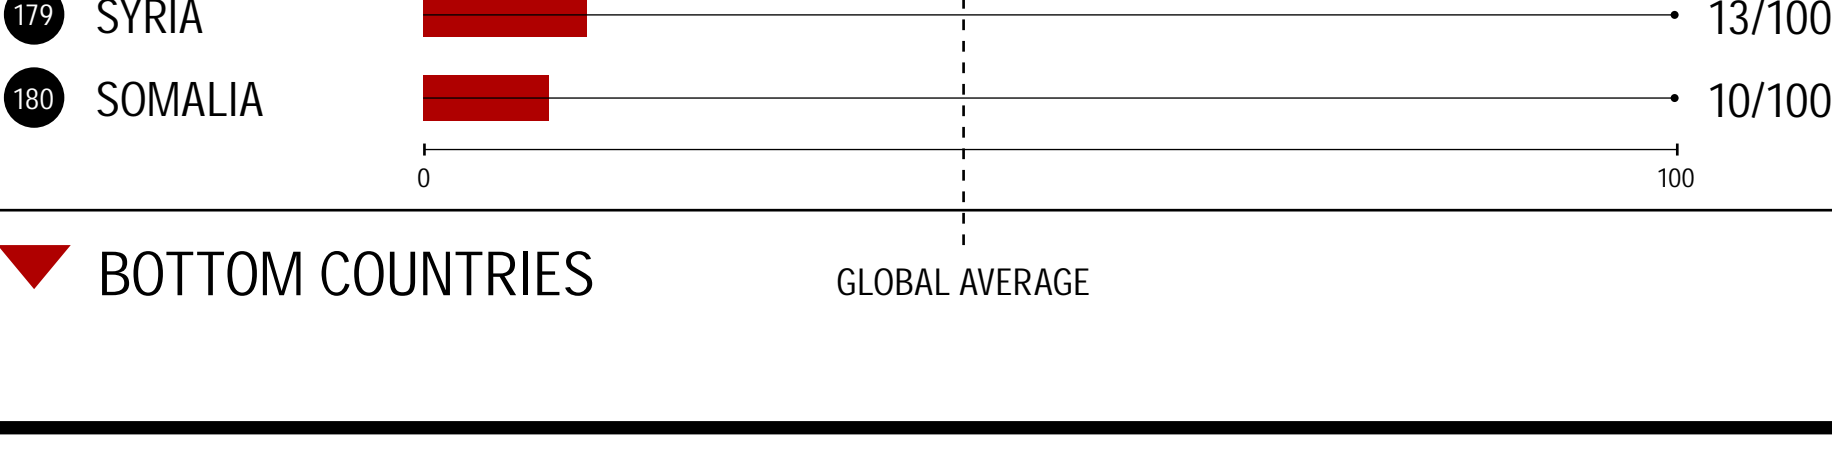 179 SYRIA 13/100
180 SOMALIA 10/100
0 100
BOTTOM COUNTRIES GLOBAL AVERAGE